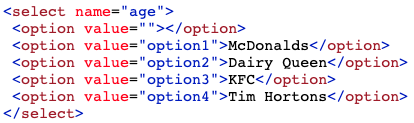 <select name="age">
<option value=""></option>
<option value="option1">McDonalds</option>
<option value="option2">Dairy Queen</option>
<option value="option3">KFC</option>
<option value="option4">Tim Hortons</option>
</select>